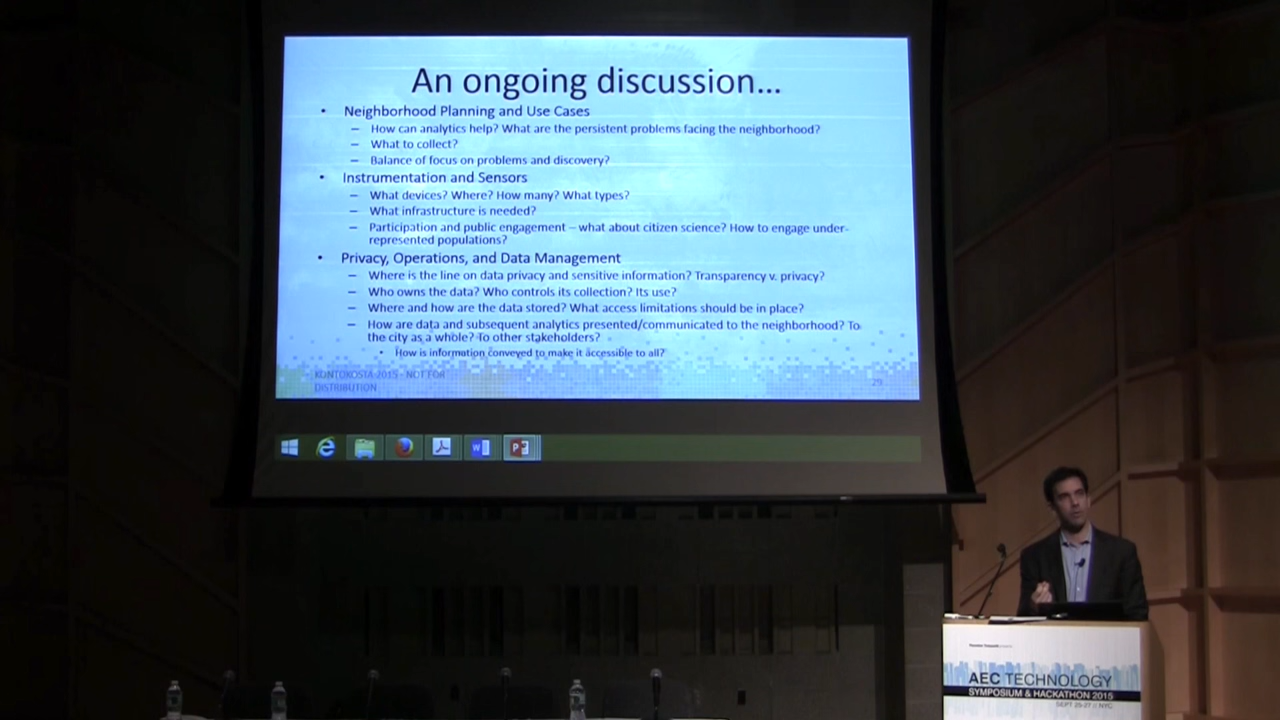 An ongoing discussion...
• Neighborhood Planning and Use Cases
– How can analytics help? What are the persistent problems facing the neighborhood?
– What to collect?
– Balance of focus on problems and discovery?
• Instrumentation and Sensors
– What devices? Where? How many? What types?
– What infrastructure is needed?
– Participation and public engagement – what about citizen science? How to engage under-
represented populations?
• Privacy, Operations, and Data Management
– Where is the line on data privacy and sensitive information? Transparency v. privacy?
– Who owns the data? Who controls its collection? Its use?
– Where and how are the data stored? What access limitations should be in place?
– How are data and subsequent analytics presented/communicated to the neighborhood? To
the city as a whole? To other stakeholders?
• How is information conveyed to make it accessible to all?
KONTOKOSTA 2015 - NOT FOR
DISTRIBUTION
29
AEC TECHNOLOGY
SYMPOSIUM & HACKATHON 2015
SEPT 25-27 // NYC